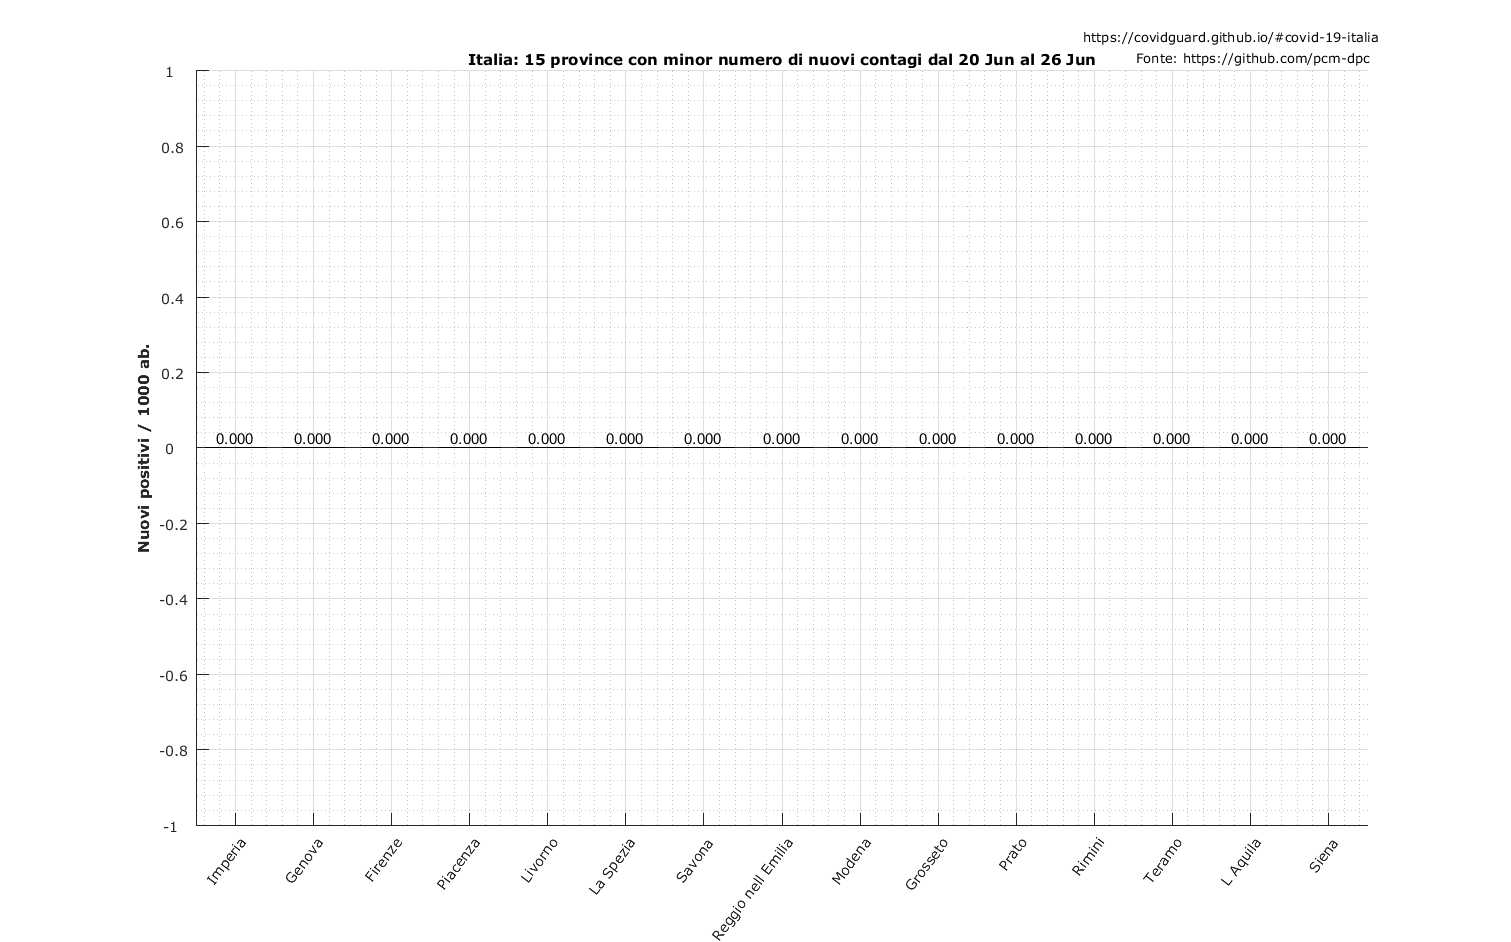 https://covidguard.github.io/#covid-19-italia
Italia: 15 province con minor numero di nuovi contagi dal 20 Jun al 26 Jun
Fonte: https://github.com/pcm-dpc
Nuovi positivi / 1000 ab.
1
0.8
0.6
0.4
0.2
0
-0.2
-0.4
-0.6
-0.8
-1
0.000 0.000 0.000 0.000 0.000 0.000 0.000 0.000 0.000 0.000 0.000 0.000 0.000 0.000 0.000
Imperia
Genova
Firenze
Piacenza
Livorno
La Spezia
Savona
Reggio nell Emilia
Modena
Grosseto
Prato
Rimini
Teramo
L Aquila
Siena